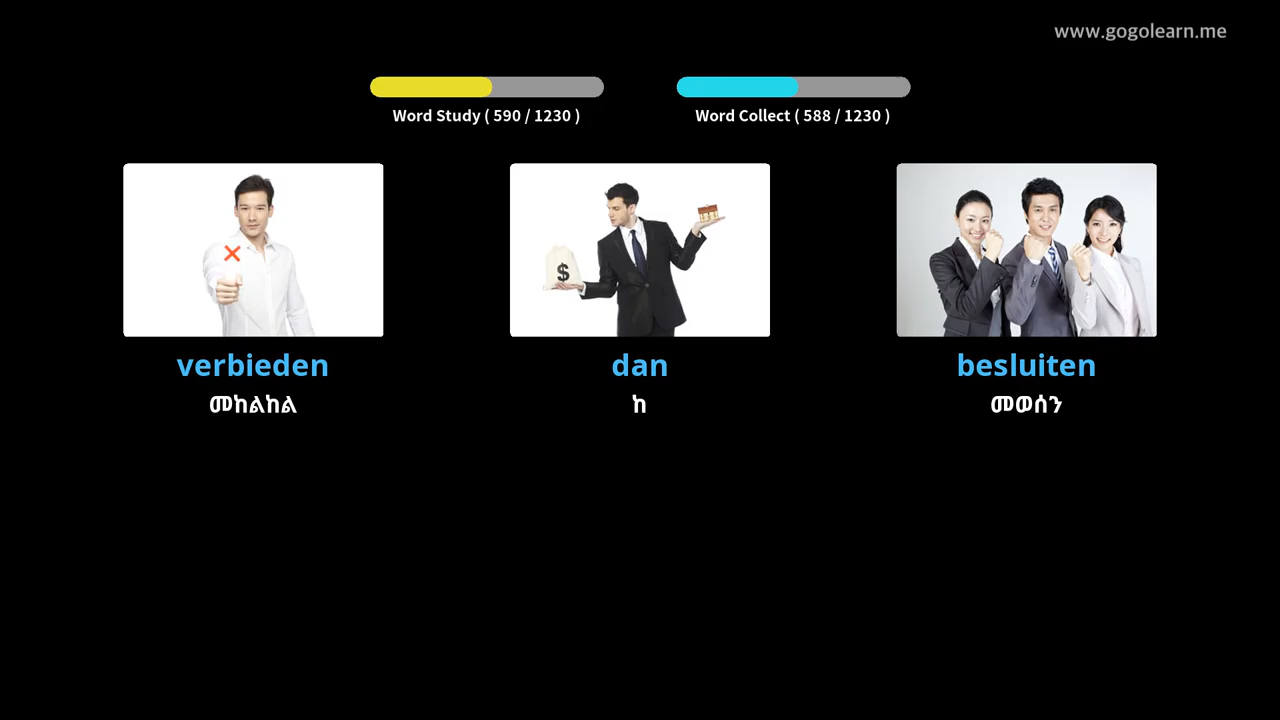 www.gogolearn.me
Word Study ( 590 / 1230 )
Word Collect ( 588 / 1230 )
$
verbieden
dan
besluiten
መከልከል
ከ
መወሰን